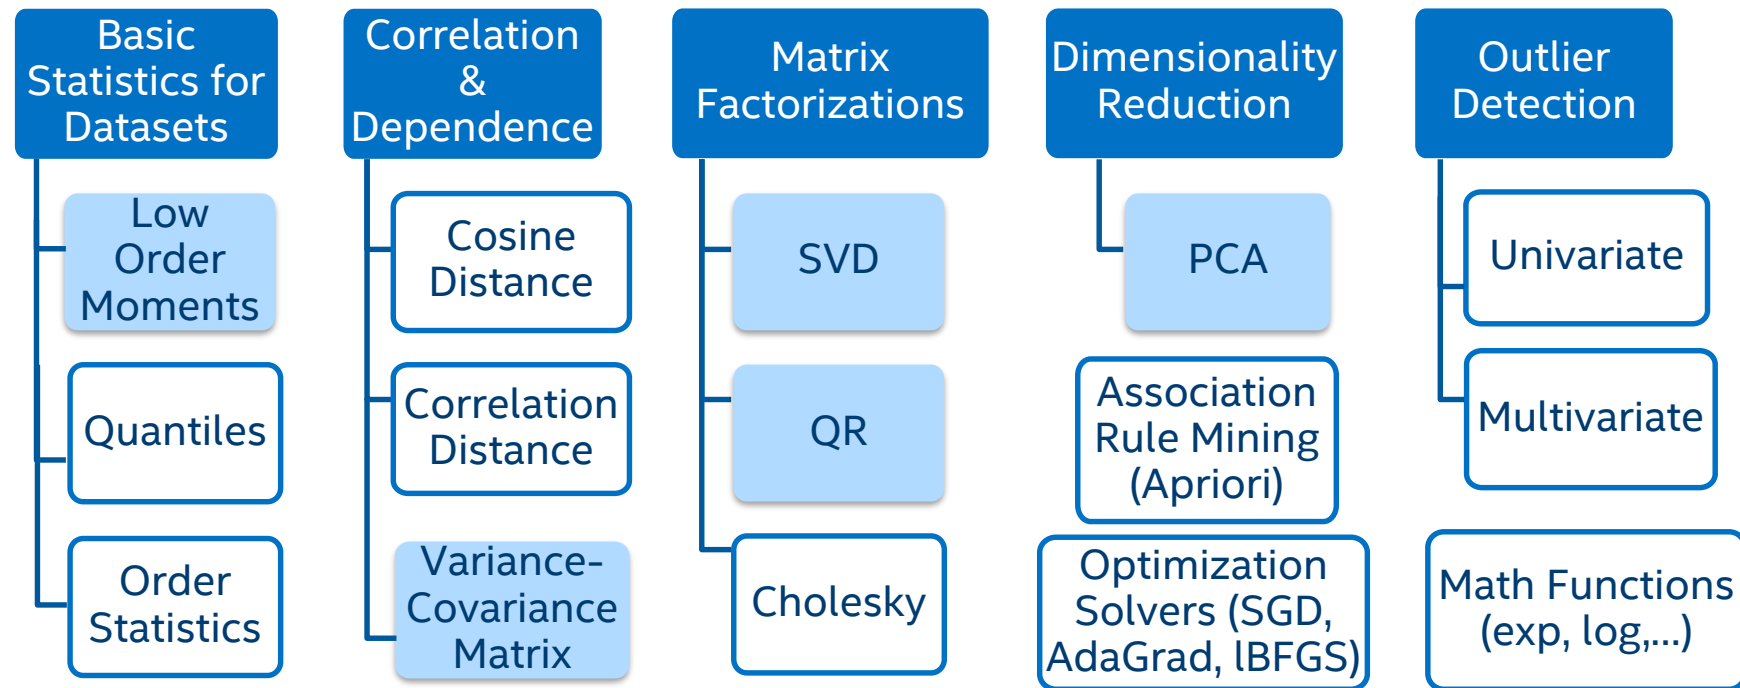 Basic
Statistics for
Datasets
Low
Order
Moments
Quantiles
Order
Statistics
Correlation
&
Dependence
Cosine
Distance
Correlation
Distance
Variance-
Covariance
Matrix
Matrix
Factorizations
SVD
QR
Cholesky
Dimensionality
Reduction
PCA
Association
Rule Mining
(Apriori)
Optimization
Solvers (SGD,
AdaGrad, lBFGS)
Outlier
Detection
Univariate
Multivariate
Math Functions
(exp, log,...)